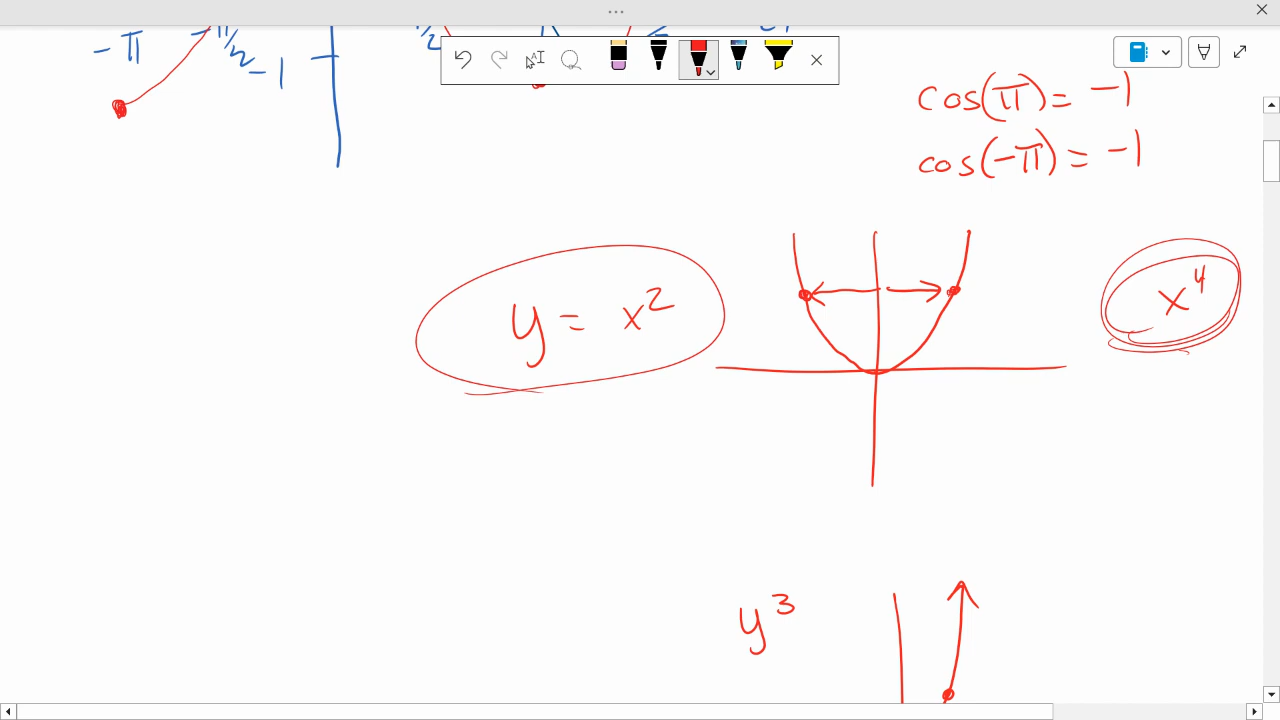 -π
-π/2
-1
cos(π) = -1
cos(-π) = -1
y = x²
x⁴
y³